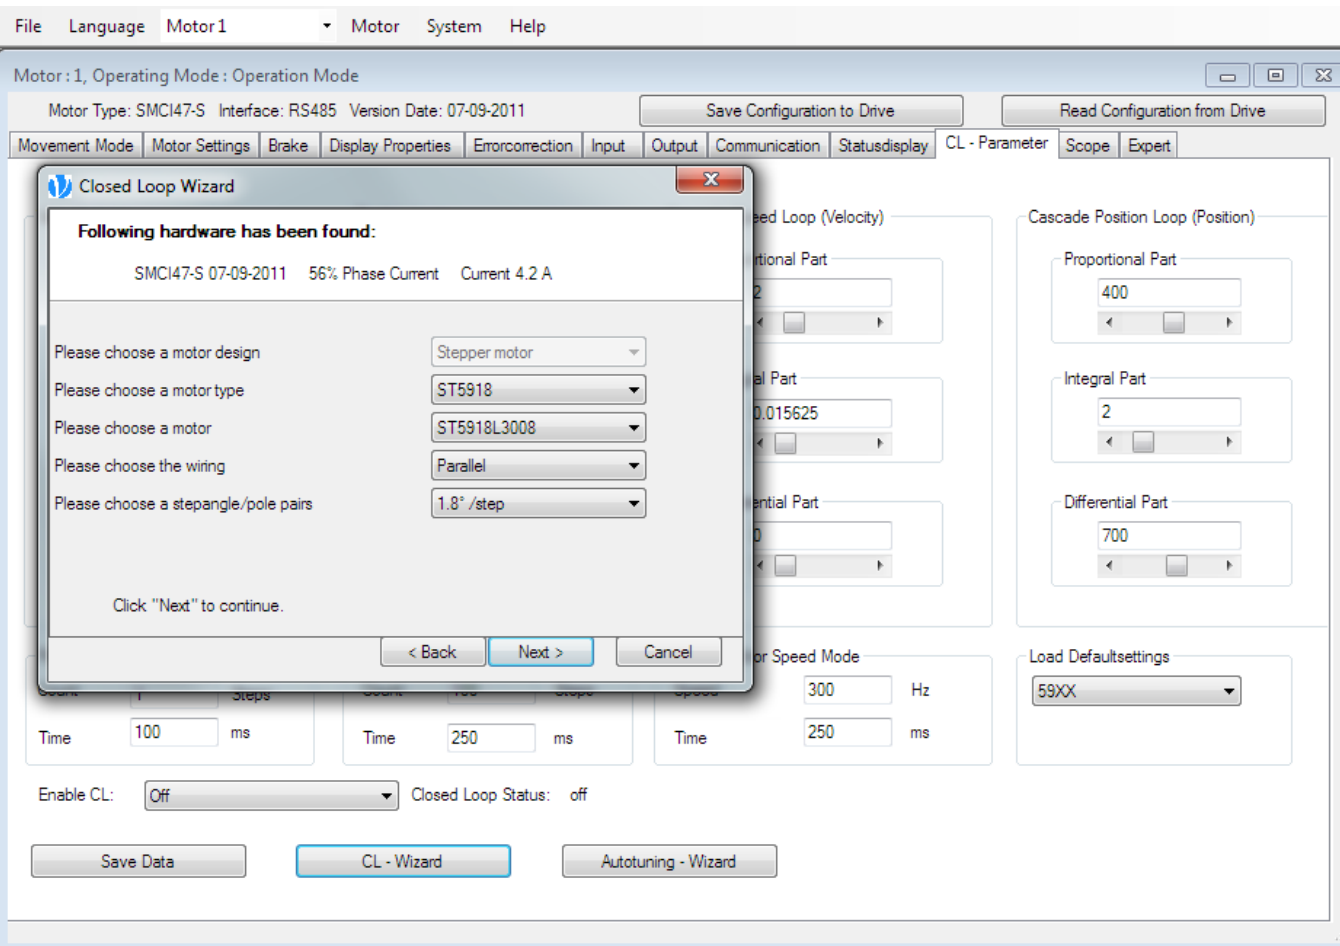 File Language Motor 1 Motor System Help
Motor : 1, Operating Mode : Operation Mode
Motor Type: SMCI47-S Interface: RS485 Version Date: 07-09-2011 Save Configuration to Drive Read Configuration from Drive
Movement Mode Motor Settings Brake Display Properties Errorcorrection Input Output Communication Statusdisplay CL - Parameter Scope Expert
Closed Loop Wizard
Following hardware has been found:
SMCI47-S 07-09-2011 56% Phase Current Current 4.2 A
Please choose a motor design Stepper motor
Please choose a motor type ST5918
Please choose a motor ST5918L3008
Please choose the wiring Parallel
Please choose a stepangle/pole pairs 1.8° /step
Click "Next" to continue.
< Back Next > Cancel
Loop (Velocity)
Part
2
Part
0.015625
Part
0
Cascade Position Loop (Position)
Proportional Part
400
Integral Part
2
Differential Part
700
Speed Mode
Load Defaultsettings
Steps
300 Hz
59XX
Time 100 ms Time 250 ms Time 250 ms
Enable CL: Off Closed Loop Status: off
Save Data CL - Wizard Autotuning - Wizard